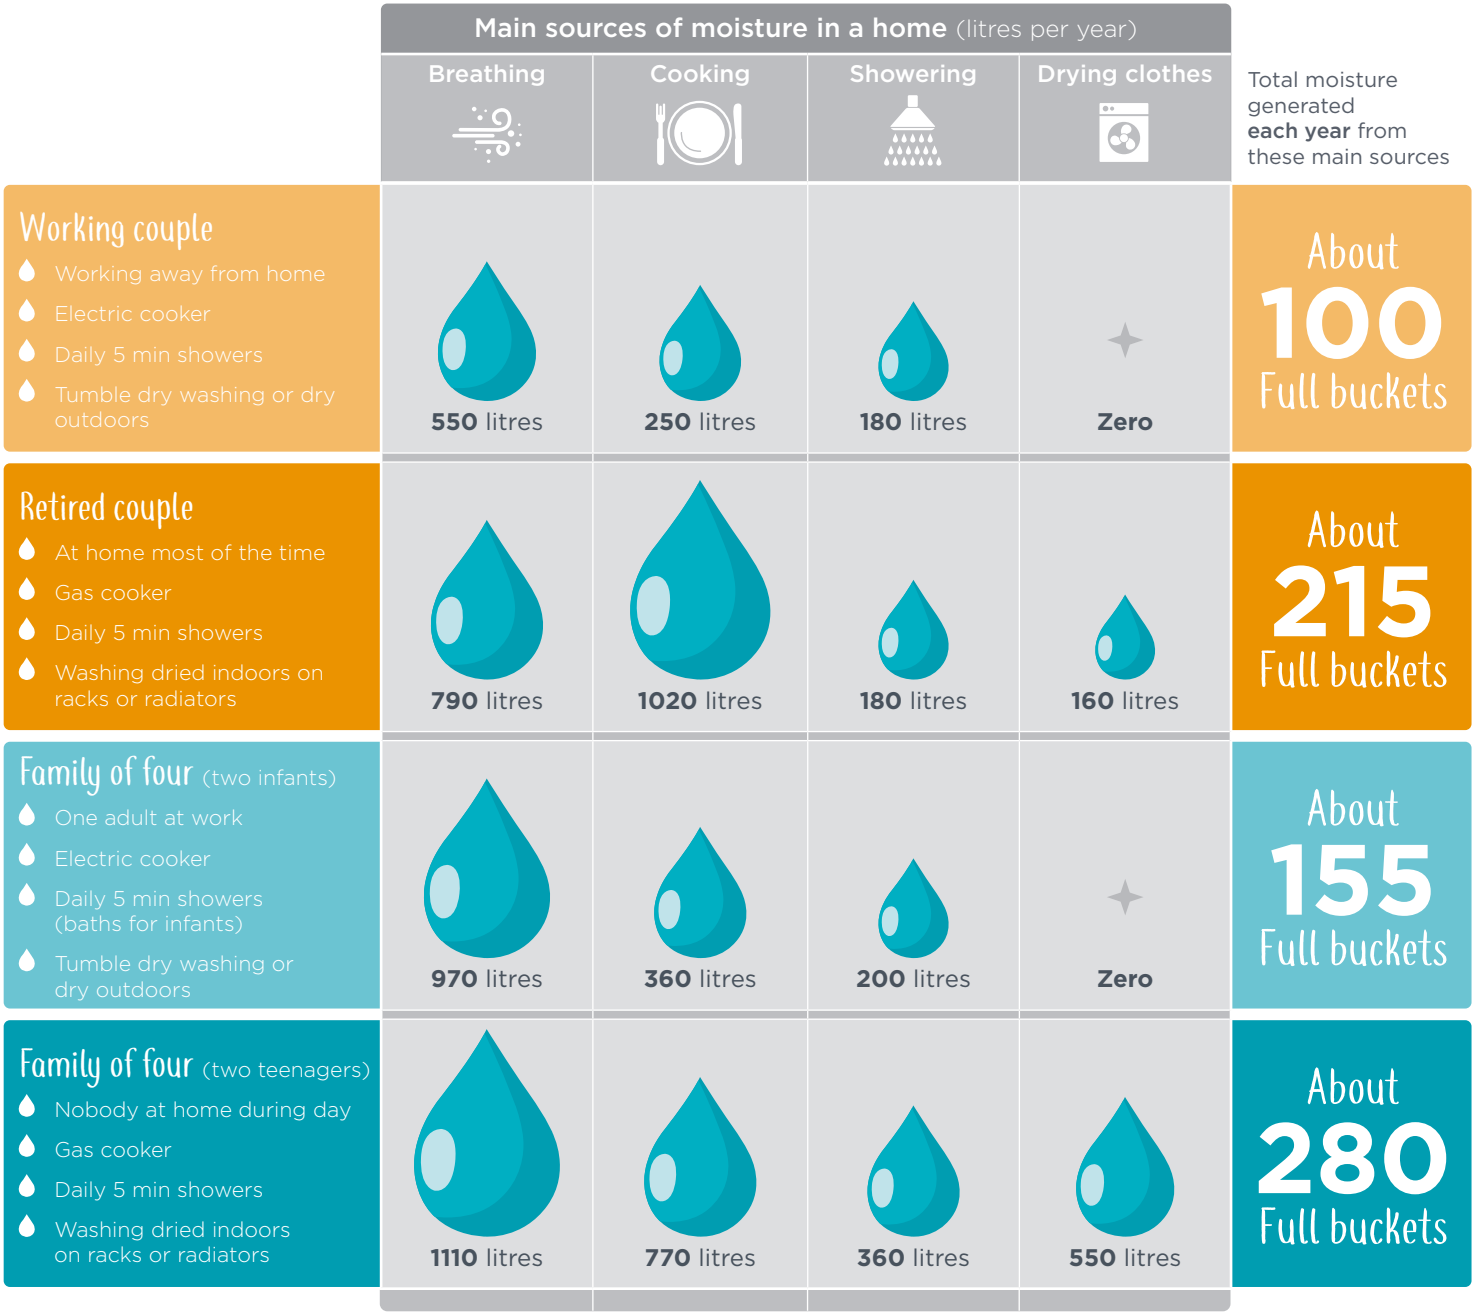 Main sources of moisture in a home (litres per year)
Breathing
Cooking
Showering
Drying clothes
Total moisture
generated
each year from
these main sources
Working couple
Working away from home
Electric cooker
Daily 5 min showers
Tumble dry washing or dry
outdoors
550 litres
250 litres
180 litres
Zero
About
100
Full buckets
Retired couple
At home most of the time
Gas cooker
Daily 5 min showers
Washing dried indoors on
racks or radiators
790 litres
1020 litres
180 litres
160 litres
About
215
Full buckets
Family of four (two infants)
One adult at work
Electric cooker
Daily 5 min showers
(baths for infants)
Tumble dry washing or
dry outdoors
970 litres
360 litres
200 litres
Zero
About
155
Full buckets
Family of four (two teenagers)
Nobody at home during day
Gas cooker
Daily 5 min showers
Washing dried indoors
on racks or radiators
1110 litres
770 litres
360 litres
550 litres
About
280
Full buckets